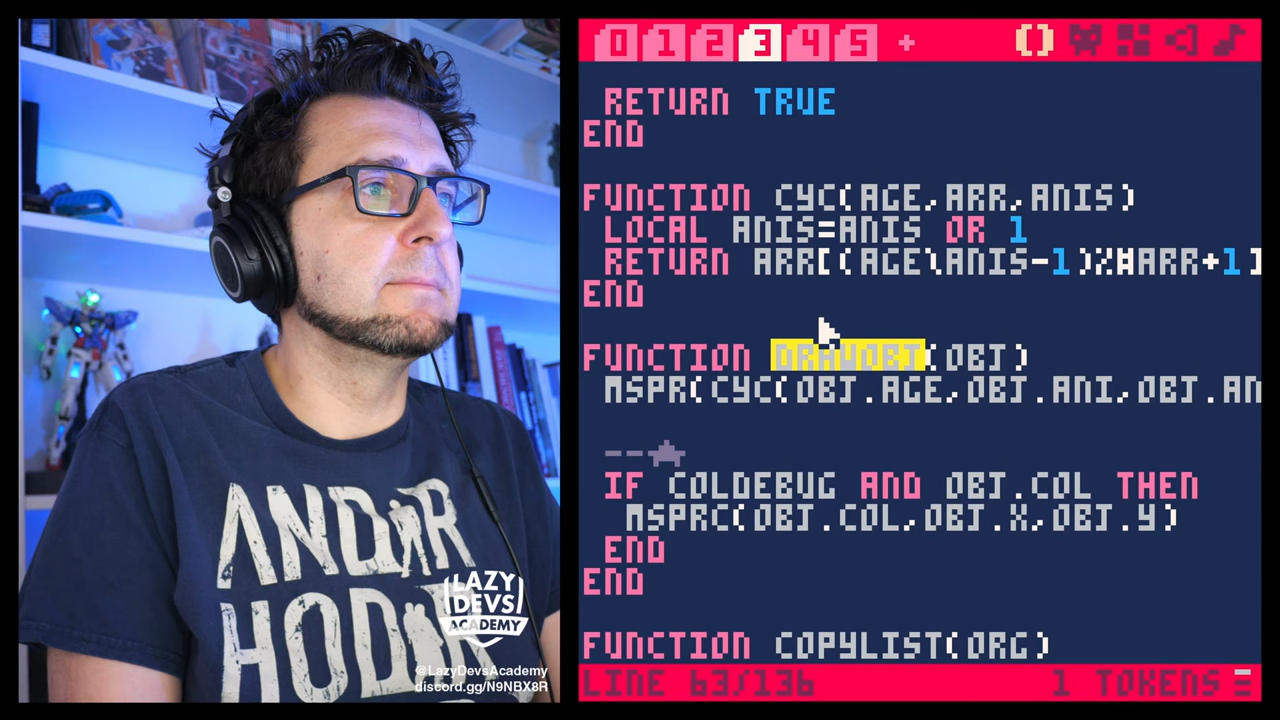 ANDOR
HODOR
LAZY
DEVS
ACADEMY
@LazyDevsAcademy
discord.gg/N9NBX8R
0 1 2 3 4 5 +
RETURN TRUE
END
FUNCTION CYC(AGE,ARR,ANIS)
LOCAL ANIS=ANIS OR 1
RETURN ARR[(AGE\ANIS-1)%#ARR+1]
END
FUNCTION DRAWOBJ(OBJ)
MSPR(CYC(OBJ.AGE,OBJ.ANI,OBJ.AN
--
IF COLDEBUG AND OBJ.COL THEN
MSPRC(OBJ.COL,OBJ.X,OBJ.Y)
END
END
FUNCTION COPYLIST(ORG)
LINE 63/136 1 TOKENS